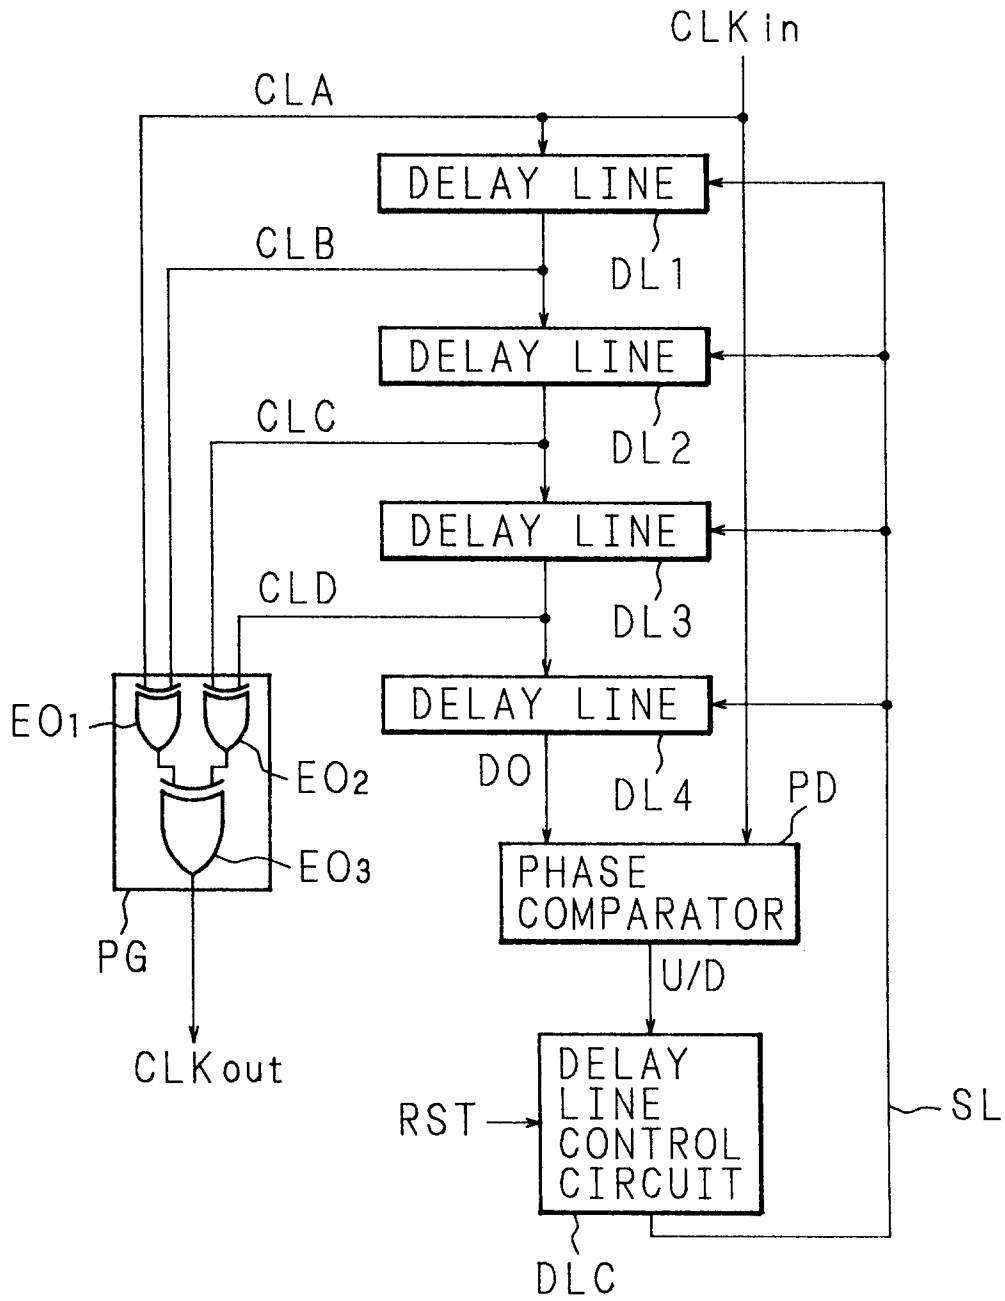 CLKin
CLA
DELAY LINE
DL1
CLB
DELAY LINE
DL2
CLC
DELAY LINE
DL3
CLD
DELAY LINE
DL4
DO
PD
EO1
EO2
EO3
PG
PHASE
COMPARATOR
U/D
CLKout
DELAY
LINE
CONTROL
CIRCUIT
RST
SL
DLC